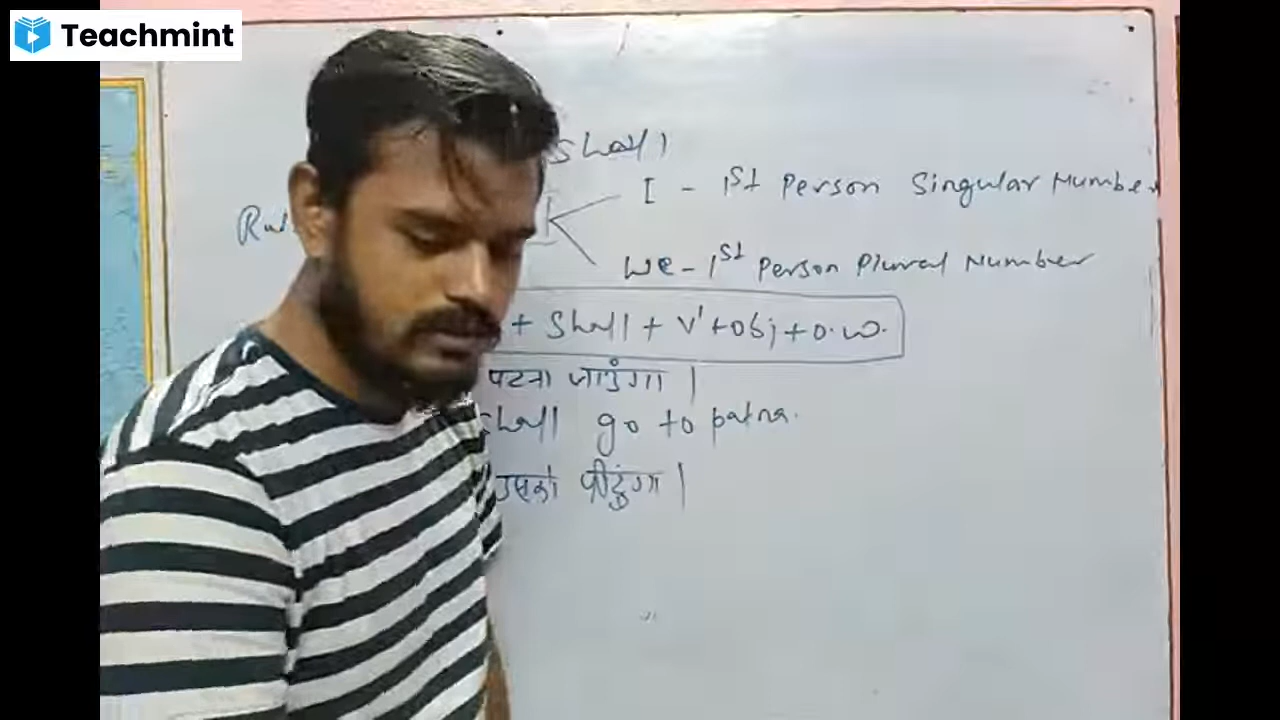 Teachmint
Shall
I - 1st Person Singular Number
We - 1st Person Plural Number
+ Shall + V1 + Obj + O.W.
पटना जाउंगा |
Shall go to patna.
उसको पीटुंगा |